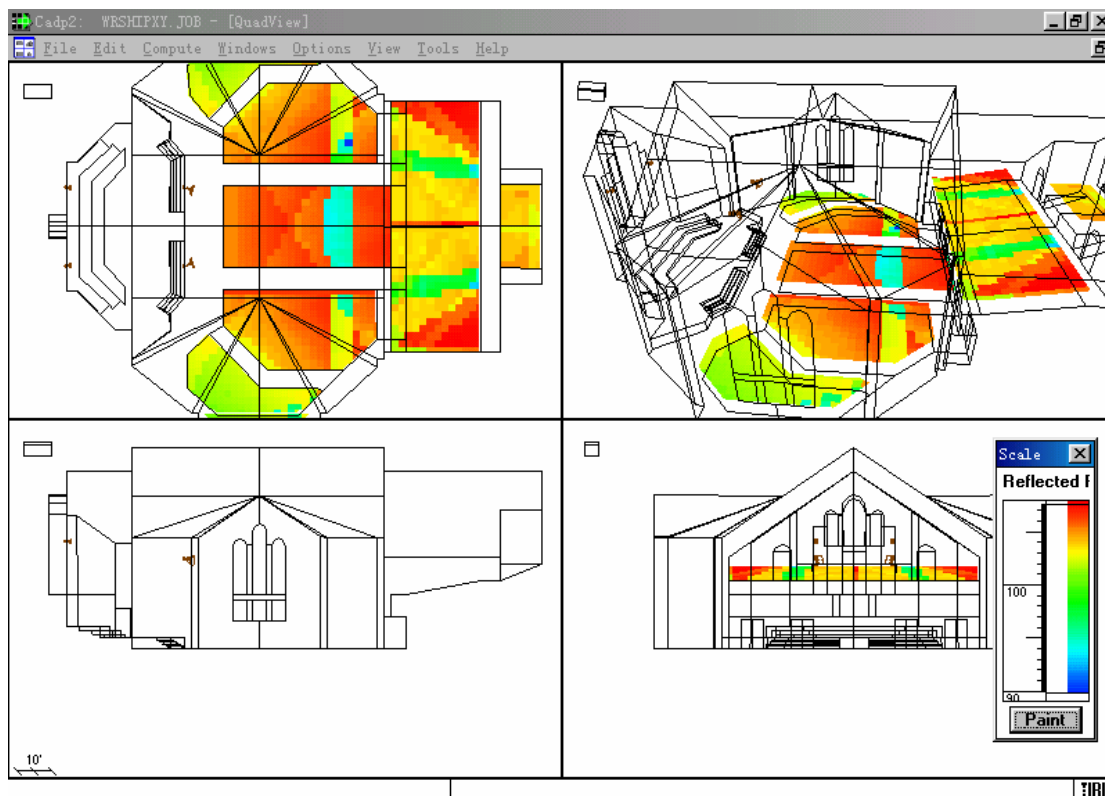 Cadp2: WRSHIPXY.JOB - [QuadView]
File Edit Compute Windows Options View Tools Help
Scale
Reflected
100
90
Paint
10'